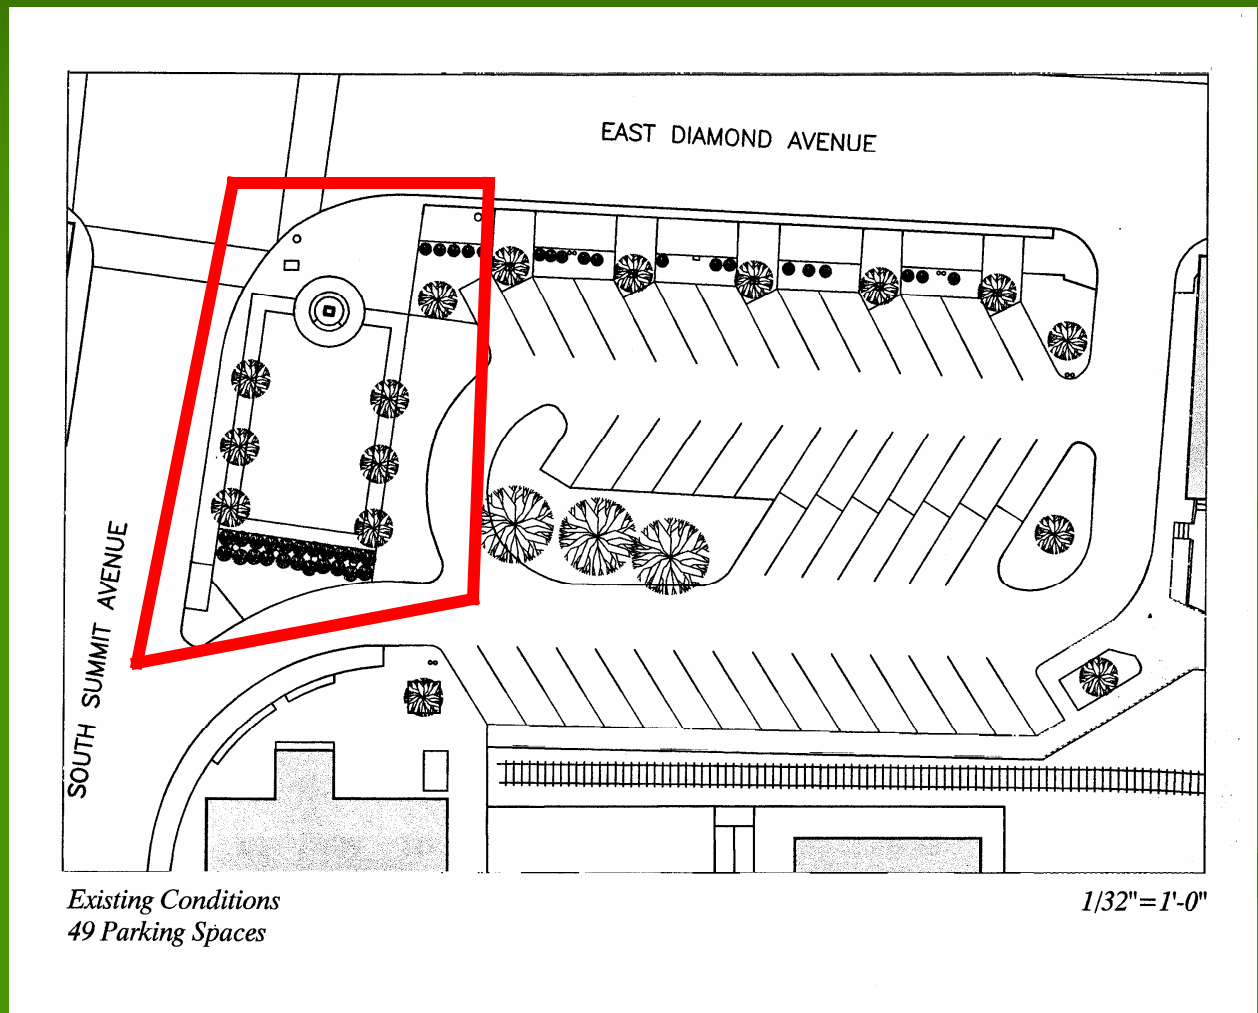 EAST DIAMOND AVENUE
SOUTH SUMMIT AVENUE
Existing Conditions
49 Parking Spaces
1/32"=1'-0"